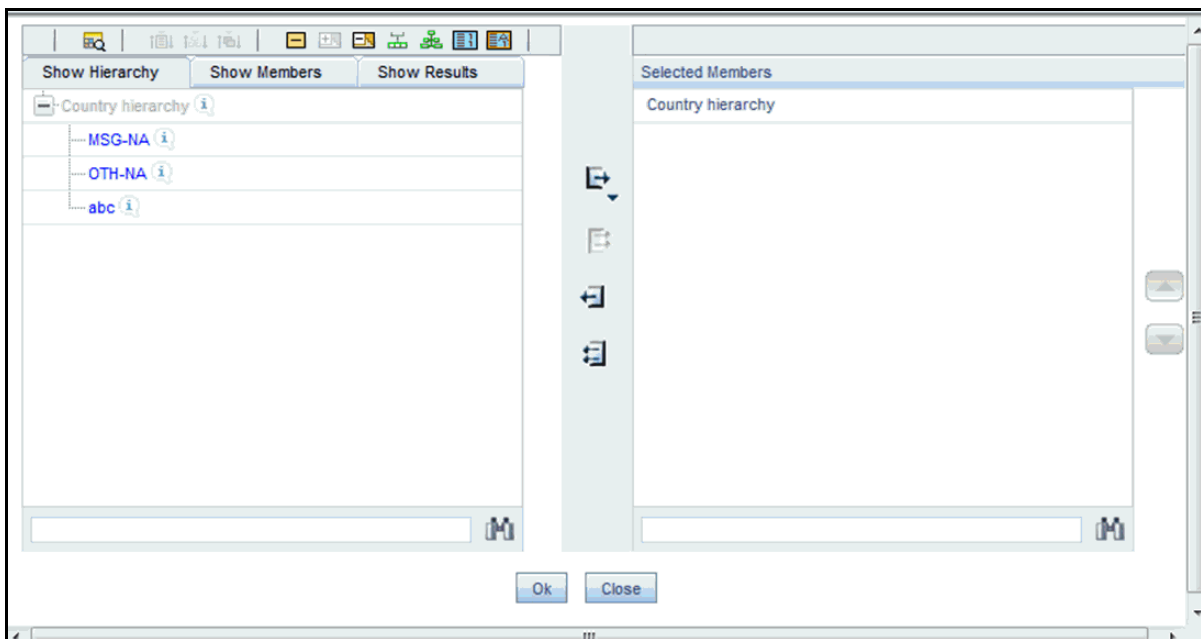 Show Hierarchy Show Members Show Results
Country hierarchy
MSG-NA
OTH-NA
abc
Selected Members
Country hierarchy
Ok Close